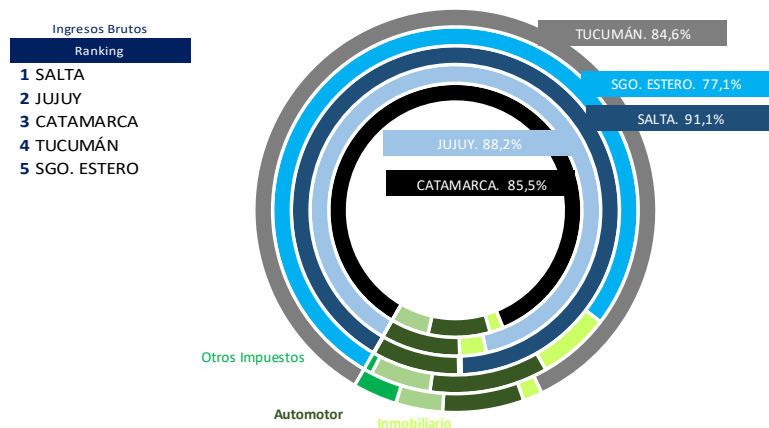 Ingresos Brutos
Ranking
1 SALTA
2 JUJUY
3 CATAMARCA
4 TUCUMÁN
5 SGO. ESTERO
TUCUMÁN. 84,6%
SGO. ESTERO. 77,1%
SALTA. 91,1%
JUJUY. 88,2%
CATAMARCA. 85,5%
Otros Impuestos
Automotor
Inmobiliario